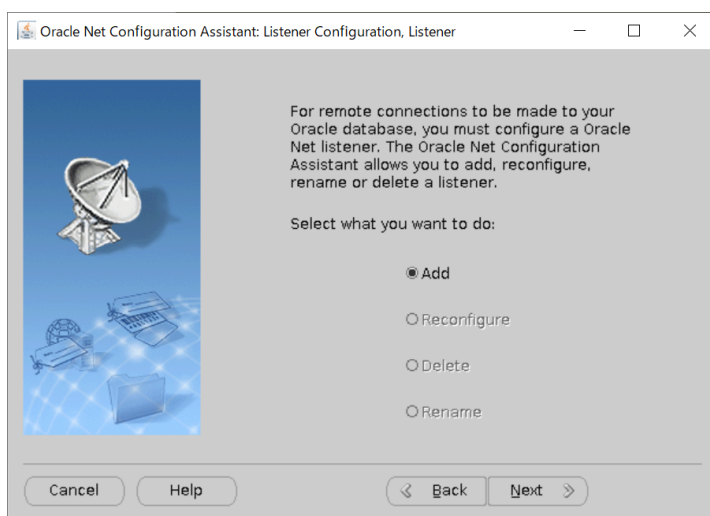 Oracle Net Configuration Assistant: Listener Configuration, Listener
For remote connections to be made to your
Oracle database, you must configure a Oracle
Net listener. The Oracle Net Configuration
Assistant allows you to add, reconfigure,
rename or delete a listener.
Select what you want to do:
Add
Reconfigure
Delete
Rename
Cancel Help Back Next